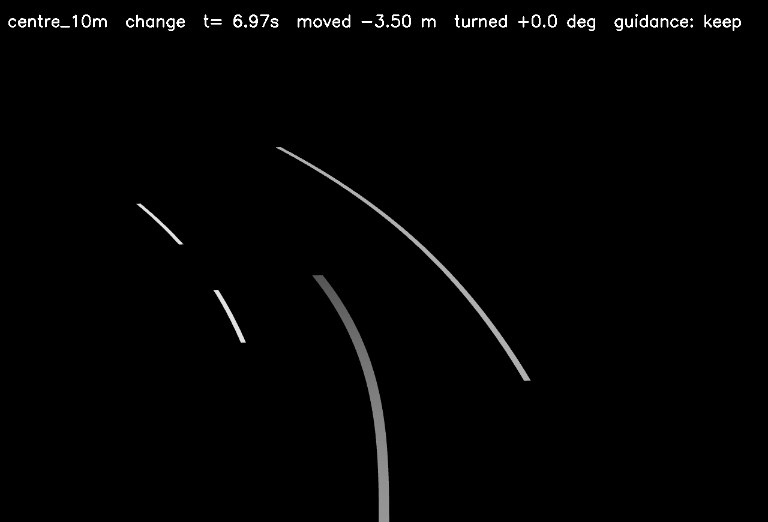 centre_10m change t= 6.97s moved −3.50 m turned +0.0 deg guidance: keep